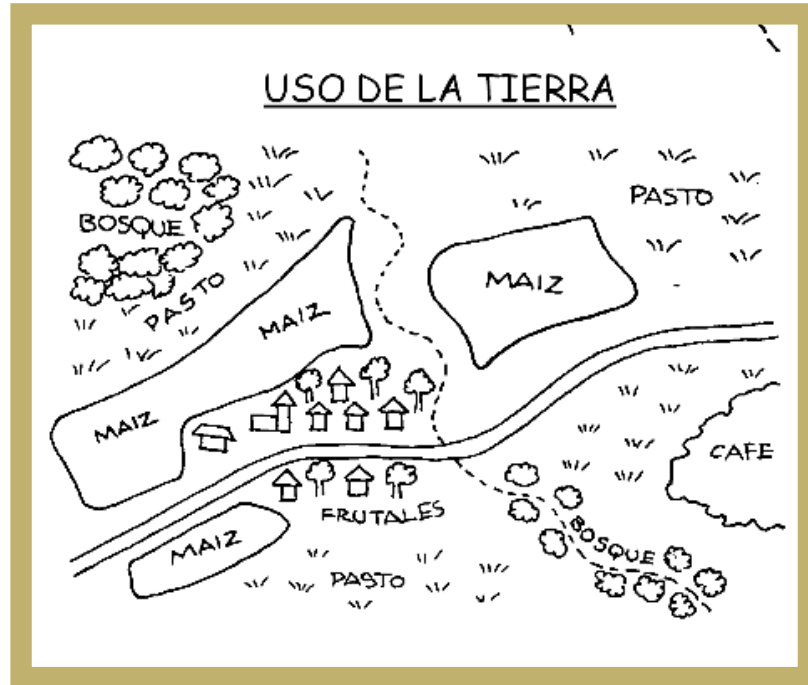 USO DE LA TIERRA
BOSQUE
PASTO
PASTO
MAIZ
MAIZ
MAIZ
CAFE
FRUTALES
MAIZ
BOSQUE
PASTO